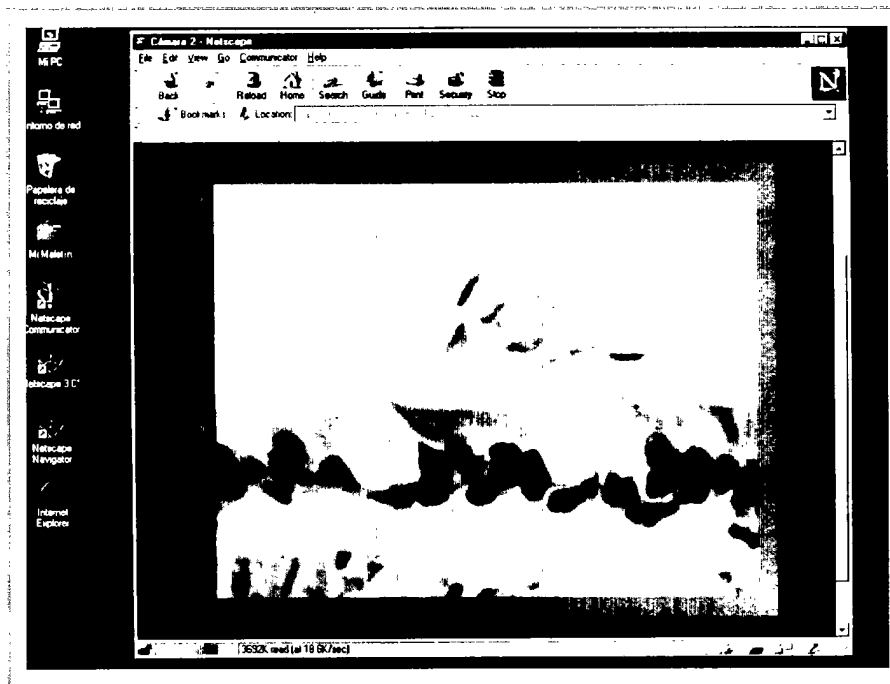 Mi PC
ntorno de red
Papelera de
reciclaje
Mi Maletín
Netscape
Communicator
etscape 3 0
Netscape
Navigator
Internet
Explorer
Cámara 2 - Netscape
File Edit View Go Communicator Help
Back Reload Home Search Guide Print Security Stop
Bookmarks Location:
N
3692K read (at 18 6K/sec)